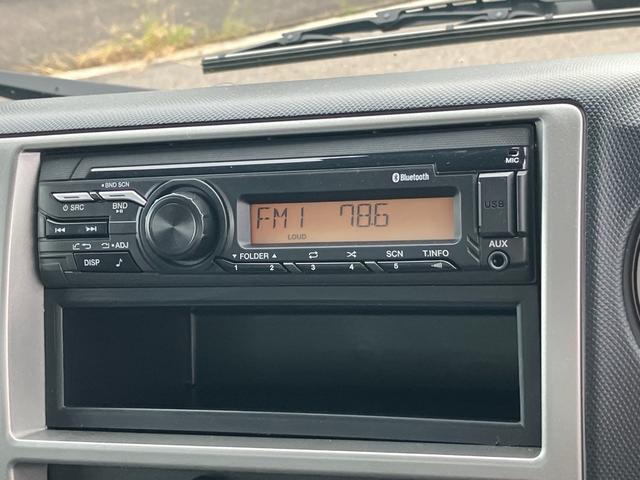 MIC
Bluetooth
BND SCN
SRC
BND
USB
FM1 78.6
LOUD
ADJ
AUX
DISP
FOLDER
SCN
T.INFO
1 2 3 4 5